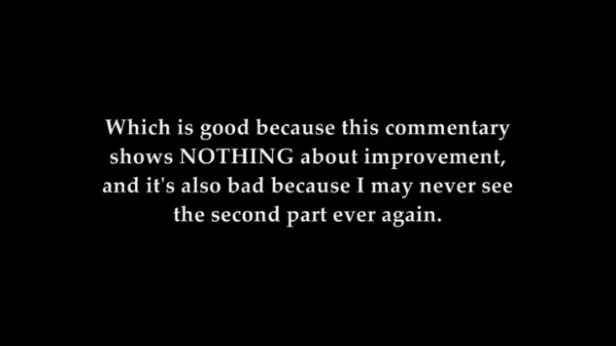 Which is good because this commentary
shows NOTHING about improvement,
and it's also bad because I may never see
the second part ever again.